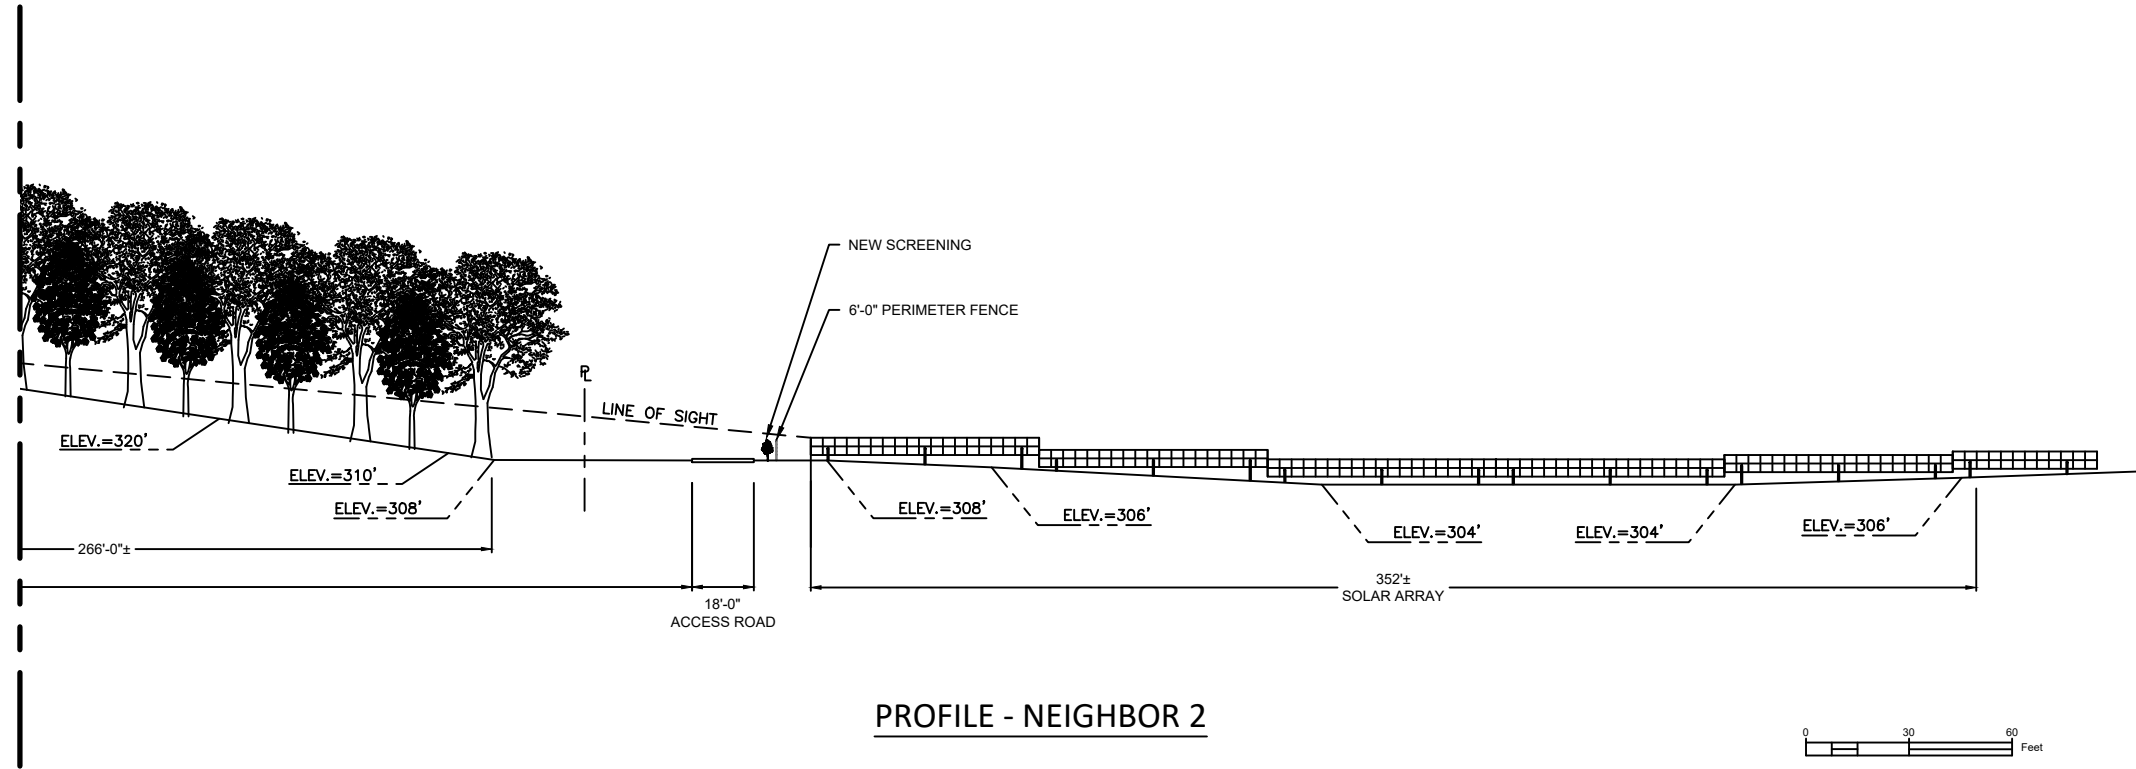 NEW SCREENING
6'-0" PERIMETER FENCE
PL
LINE OF SIGHT
ELEV.=320'
ELEV.=310'
ELEV.=308'
ELEV.=308'
ELEV.=306'
ELEV.=304'
ELEV.=304'
ELEV.=306'
266'-0"±
18'-0"
ACCESS ROAD
352'±
SOLAR ARRAY
PROFILE - NEIGHBOR 2
0 30 60
Feet